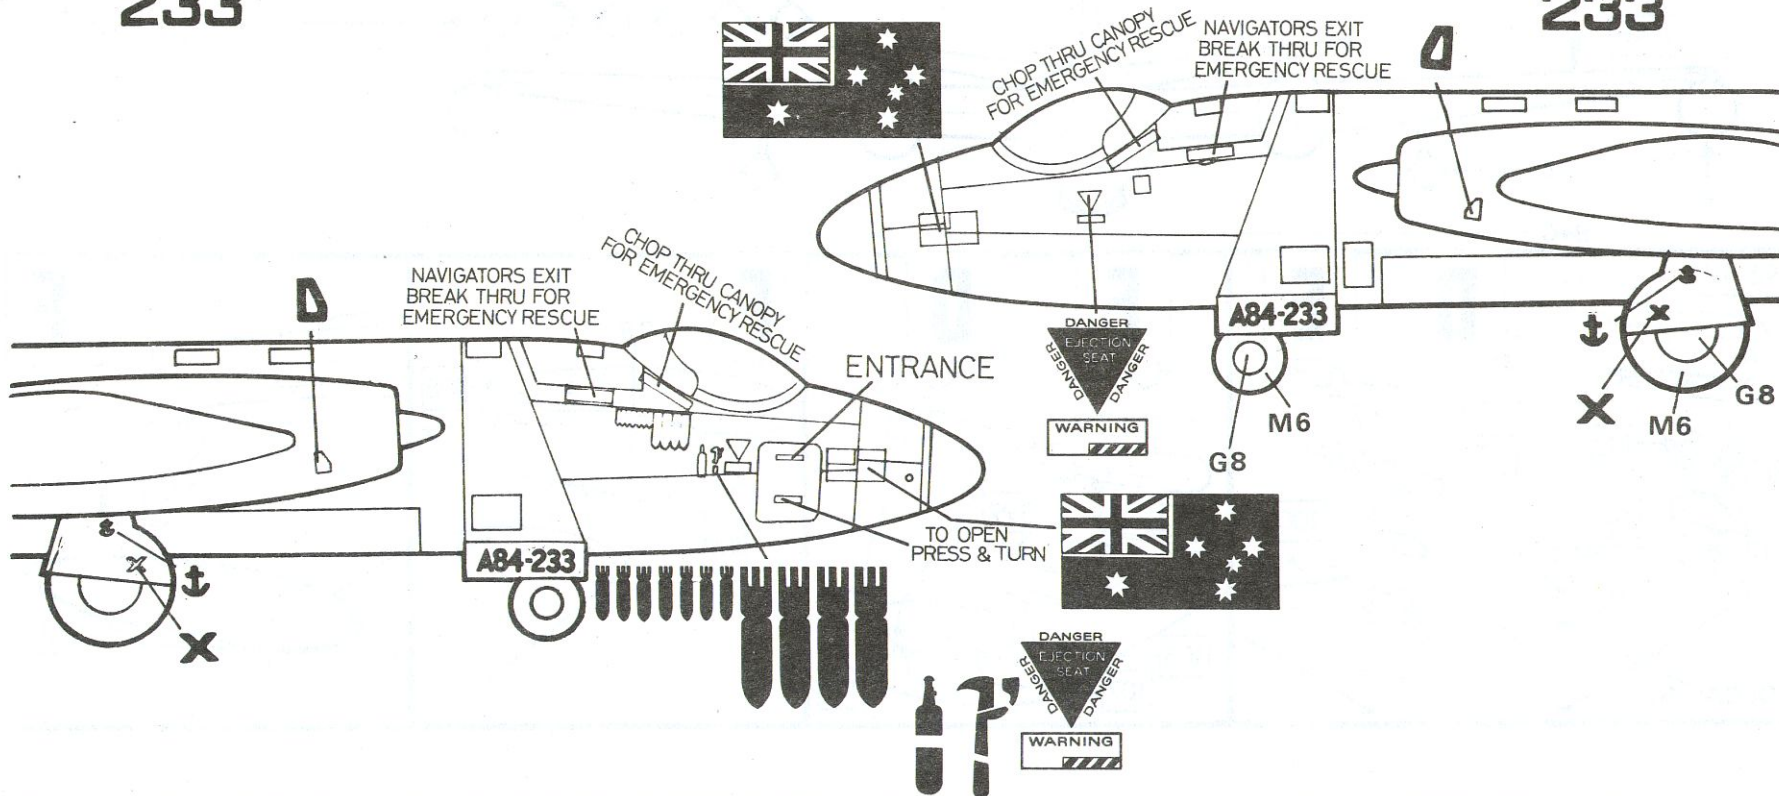 233
233
CHOP THRU CANOPY
FOR EMERGENCY RESCUE
NAVIGATORS EXIT
BREAK THRU FOR
EMERGENCY RESCUE
A84-233
DANGER
EJECTION
SEAT
DANGER
DANGER
WARNING
M6
G8
X
M6
G8
NAVIGATORS EXIT
BREAK THRU FOR
EMERGENCY RESCUE
CHOP THRU CANOPY
FOR EMERGENCY RESCUE
ENTRANCE
TO OPEN
PRESS & TURN
A84-233
X
DANGER
EJECTION
SEAT
DANGER
DANGER
WARNING